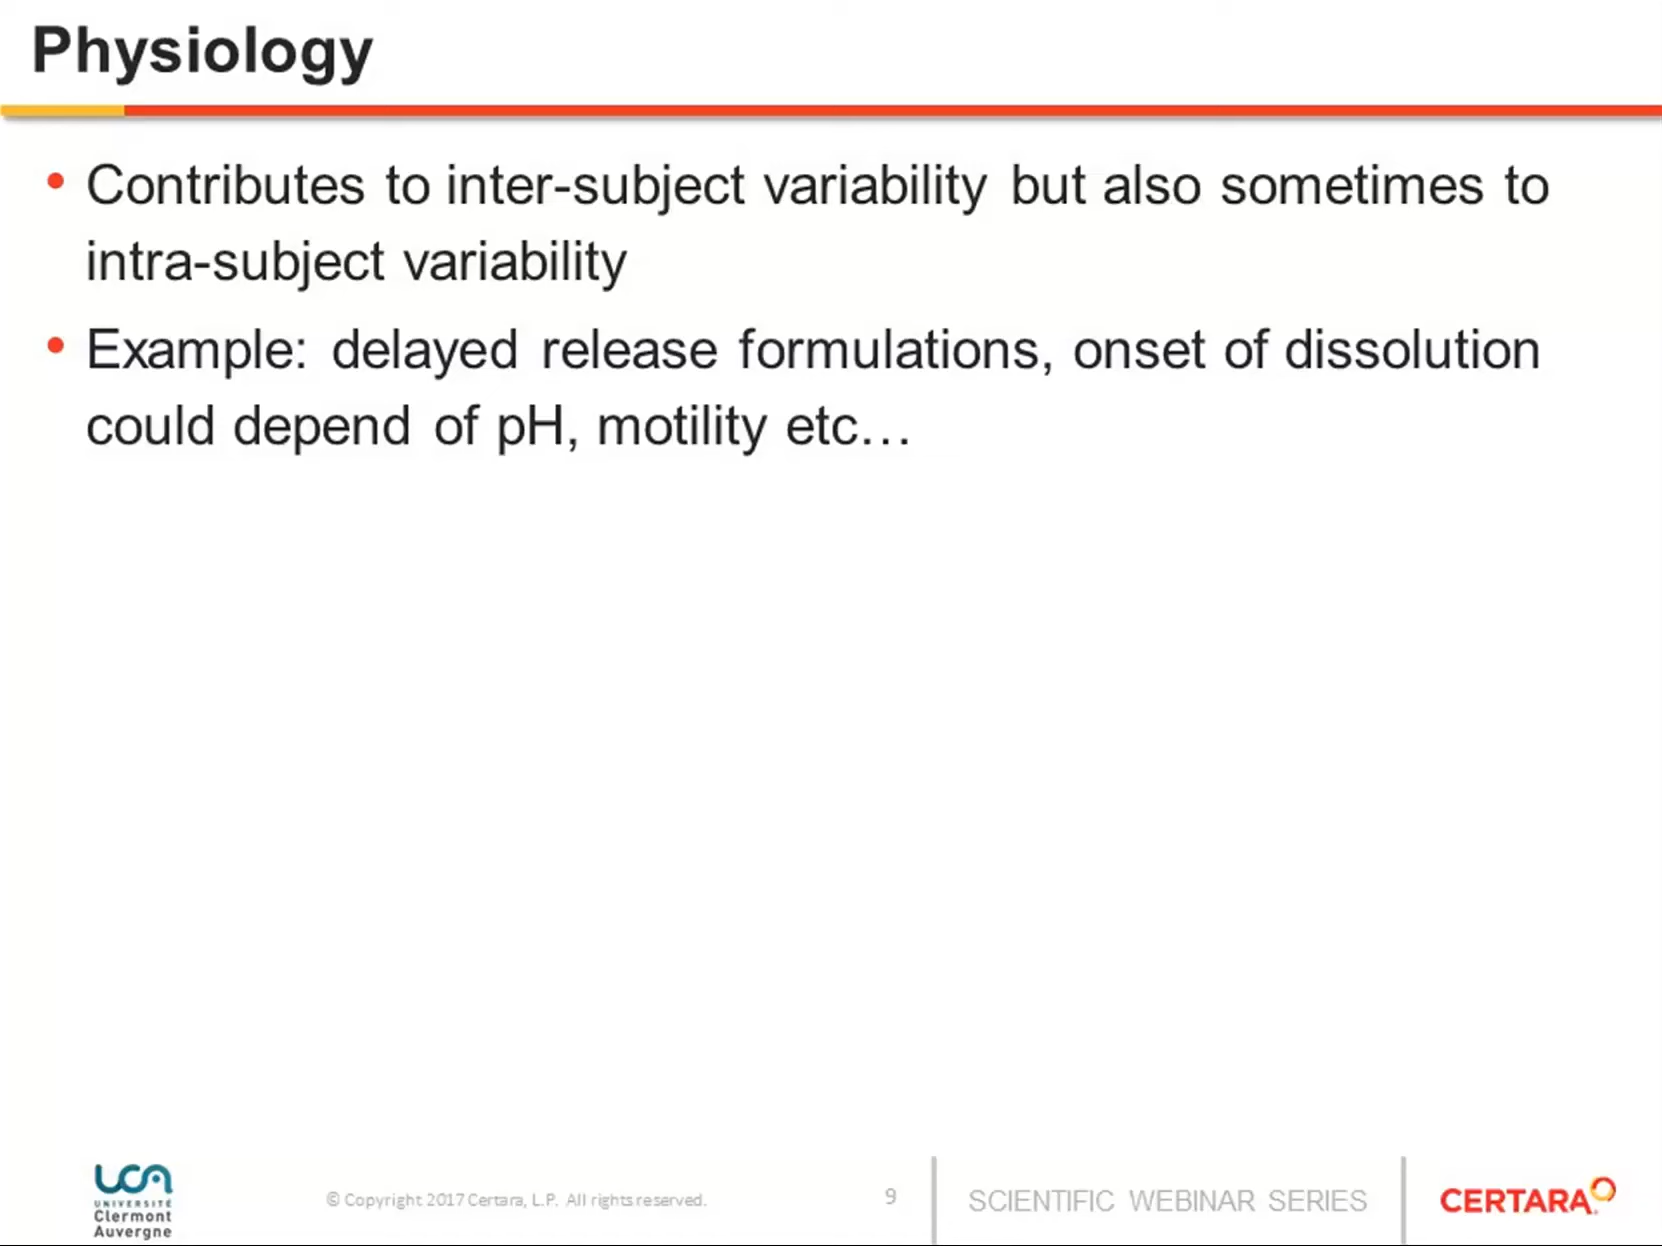 Physiology
• Contributes to inter-subject variability but also sometimes to
intra-subject variability
• Example: delayed release formulations, onset of dissolution
could depend of pH, motility etc…
UCA
UNIVERSITÉ
Clermont
Auvergne
© Copyright 2017 Certara, L.P. All rights reserved.
9
SCIENTIFIC WEBINAR SERIES
CERTARA